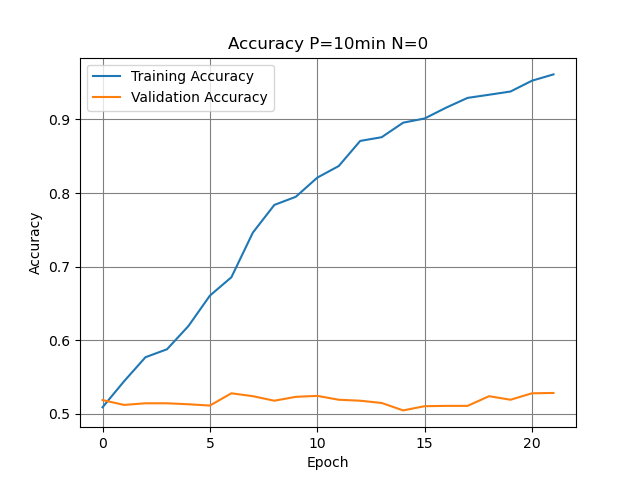 Accuracy P=10min N=0
Training Accuracy
Validation Accuracy
0.9
0.8
0.7
0.6
0.5
Accuracy
0 5 10 15 20
Epoch